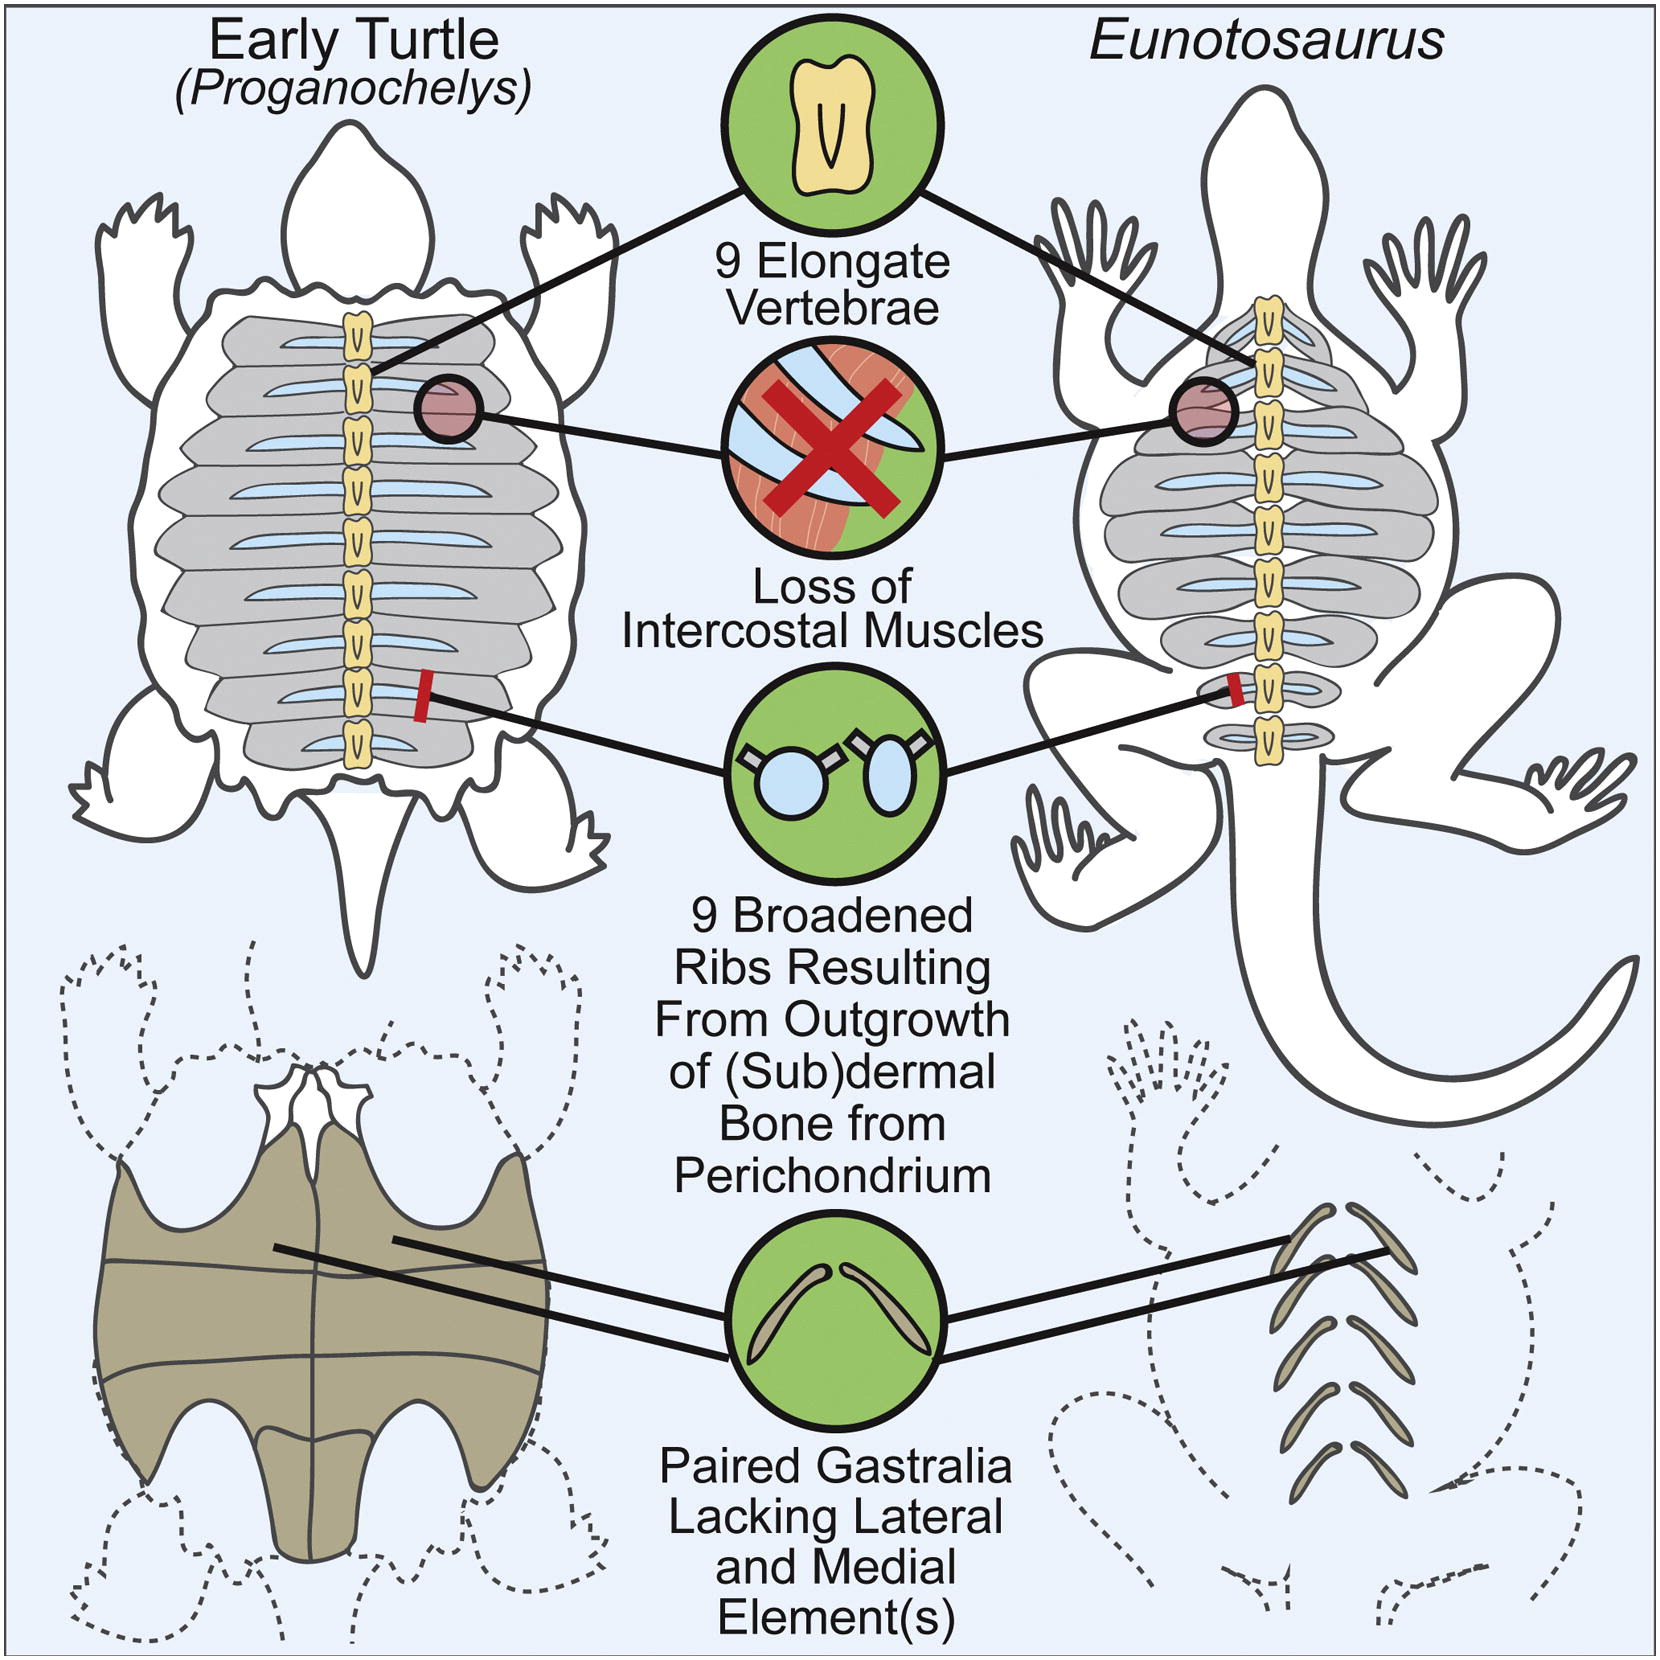 Early Turtle
(Proganochelys)
Eunotosaurus
9 Elongate
Vertebrae
Loss of
Intercostal Muscles
9 Broadened
Ribs Resulting
From Outgrowth
of (Sub)dermal
Bone from
Perichondrium
Paired Gastralia
Lacking Lateral
and Medial
Element(s)